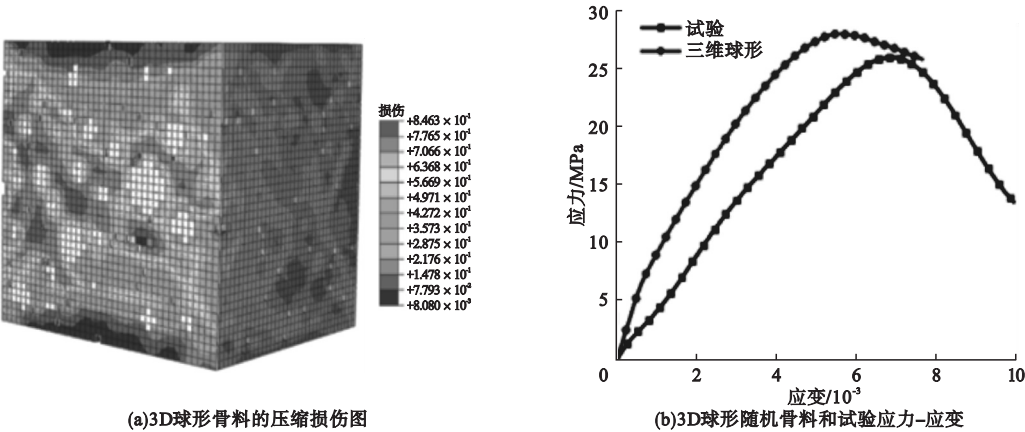 损伤
+8.463 × 10⁻¹
+7.765 × 10⁻¹
+7.066 × 10⁻¹
+6.368 × 10⁻¹
+5.669 × 10⁻¹
+4.971 × 10⁻¹
+4.272 × 10⁻¹
+3.573 × 10⁻¹
+2.875 × 10⁻¹
+2.176 × 10⁻¹
+1.478 × 10⁻¹
+7.793 × 10⁻²
+8.080 × 10⁻³
(a)3D球形骨料的压缩损伤图
30
25
20
15
10
5
0
2
4
6
8
10
应力/MPa
应变/10⁻³
试验
三维球形
(b)3D球形随机骨料和试验应力–应变